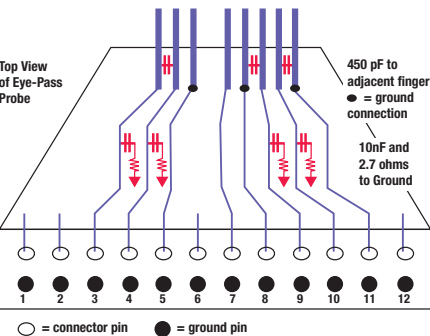 Top View
of Eye-Pass
Probe
450 pF to
adjacent finger
= ground
connection
10nF and
2.7 ohms
to Ground
1 2 3 4 5 6 7 8 9 10 11 12
= connector pin = ground pin